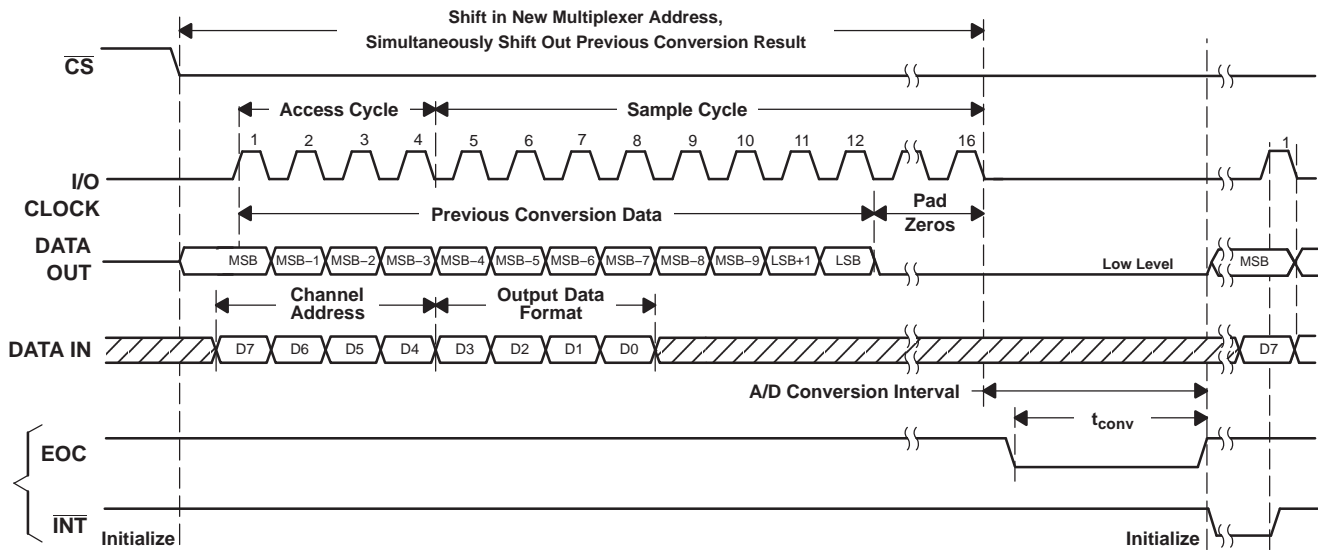 Shift in New Multiplexer Address,
Simultaneously Shift Out Previous Conversion Result
CS
Access Cycle
Sample Cycle
1 2 3 4 5 6 7 8 9 10 11 12 16 1
I/O
CLOCK
Previous Conversion Data
Pad
Zeros
DATA
OUT
MSB MSB–1 MSB–2 MSB–3 MSB–4 MSB–5 MSB–6 MSB–7 MSB–8 MSB–9 LSB+1 LSB Low Level MSB
Channel
Address
Output Data
Format
DATA IN D7 D6 D5 D4 D3 D2 D1 D0 D7
A/D Conversion Interval
tconv
EOC
INT
Initialize Initialize